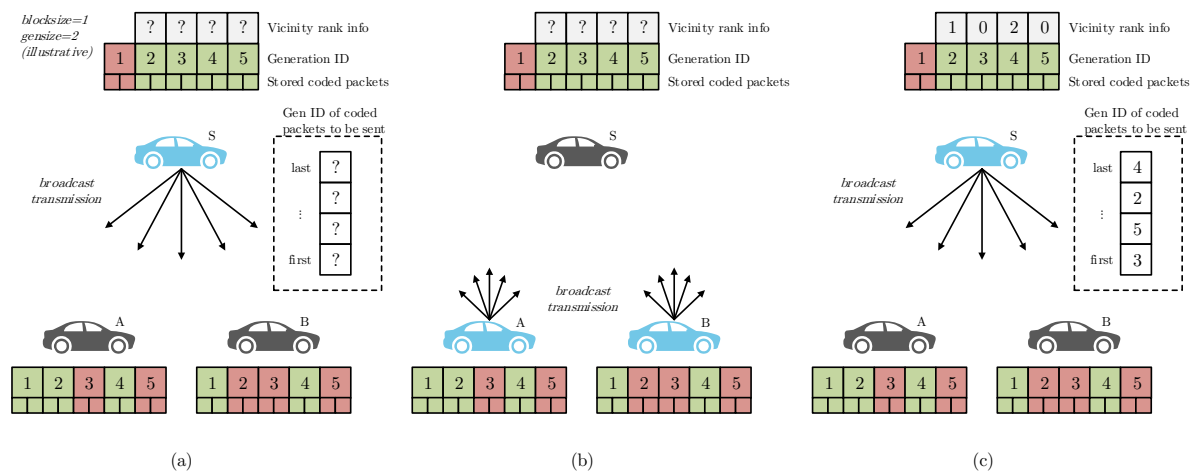 blocksize=1
gensize=2
(illustrative)
? ? ? ? Vicinity rank info
1 2 3 4 5 Generation ID
Stored coded packets
S
broadcast
transmission
Gen ID of coded
packets to be sent
last ?
?
⋮ ?
first ?
A
B
1 2 3 4 5
1 2 3 4 5
(a)
? ? ? ? Vicinity rank info
1 2 3 4 5 Generation ID
Stored coded packets
S
broadcast
transmission
A
B
1 2 3 4 5
1 2 3 4 5
(b)
1 0 2 0 Vicinity rank info
1 2 3 4 5 Generation ID
Stored coded packets
S
broadcast
transmission
Gen ID of coded
packets to be sent
last 4
2
⋮ 5
first 3
A
B
1 2 3 4 5
1 2 3 4 5
(c)